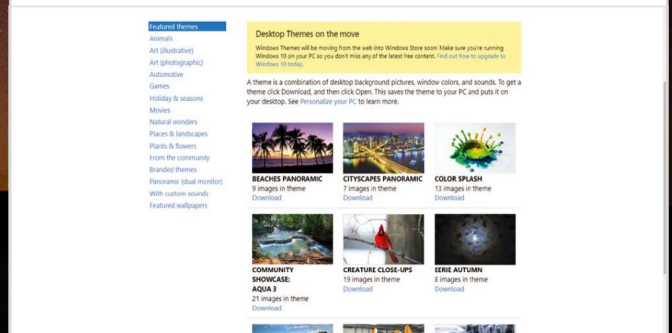 Featured themes
Animals
Art (illustrative)
Art (photographic)
Automotive
Games
Holiday & seasons
Movies
Natural wonders
Places & landscapes
Plants & flowers
From the community
Branded themes
Panoramic (dual monitor)
With custom sounds
Featured wallpapers
Desktop Themes on the move
Windows Themes will be moving from the web into Windows Store soon! Make sure you're running
Windows 10 on your PC so you don't miss any of the latest free content. Find out how to upgrade to
Windows 10 today.
A theme is a combination of desktop background pictures, window colors, and sounds. To get a
theme click Download, and then click Open. This saves the theme to your PC and puts it on
your desktop. See Personalize your PC to learn more.
BEACHES PANORAMIC
9 images in theme
Download
CITYSCAPES PANORAMIC
7 images in theme
Download
COLOR SPLASH
13 images in theme
Download
COMMUNITY
SHOWCASE:
AQUA 3
21 images in theme
Download
CREATURE CLOSE-UPS
19 images in theme
Download
EERIE AUTUMN
8 images in theme
Download